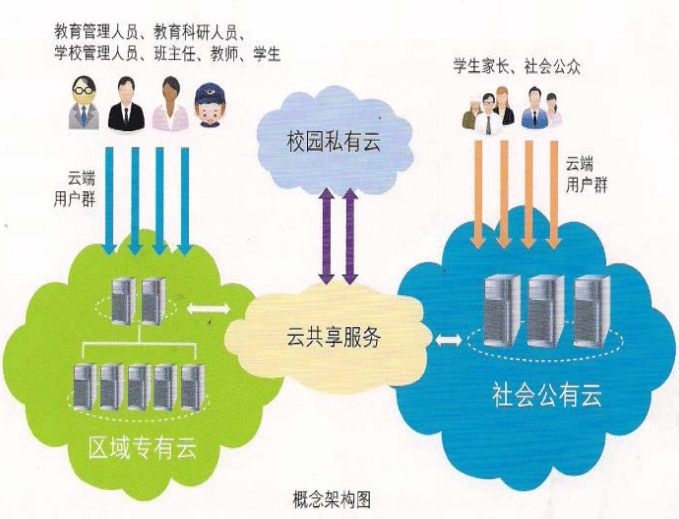 教育管理人员、教育科研人员、
学校管理人员、班主任、教师、学生
学生家长、社会公众
校园私有云
云端
用户群
云端
用户群
云共享服务
社会公有云
区域专有云
概念架构图